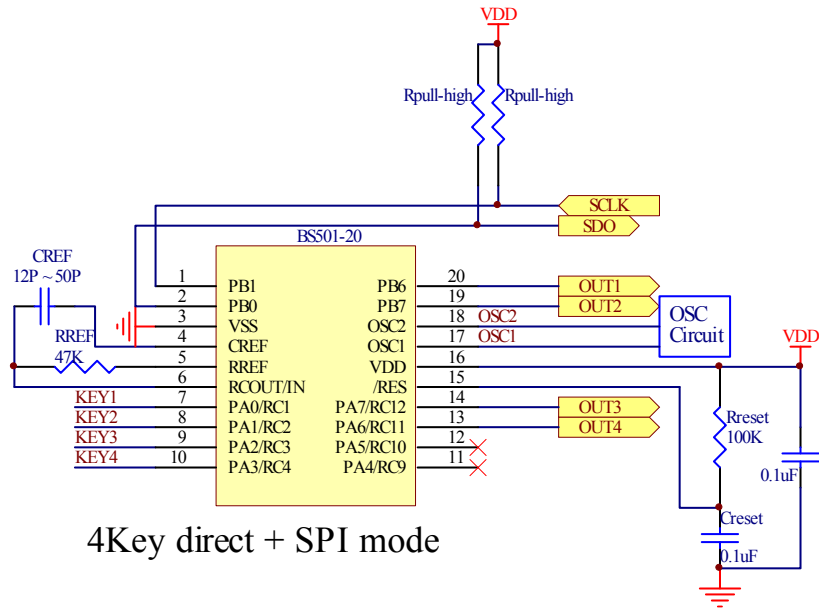 VDD
Rpull-high Rpull-high
SCLK
SDO
BS501-20
CREF
12P ~ 50P
RREF
47K
1 PB1 PB6 20 OUT1
2 PB0 PB7 19 OUT2
3 VSS OSC2 18 OSC2
4 CREF OSC1 17 OSC1
OSC
Circuit
VDD
5 RREF VDD 16
6 RCOUT/IN /RES 15
KEY1 7 PA0/RC1 PA7/RC12 14 OUT3
KEY2 8 PA1/RC2 PA6/RC11 13 OUT4
KEY3 9 PA2/RC3 PA5/RC10 12
KEY4 10 PA3/RC4 PA4/RC9 11
Rreset
100K
0.1uF
Creset
0.1uF
4Key direct + SPI mode